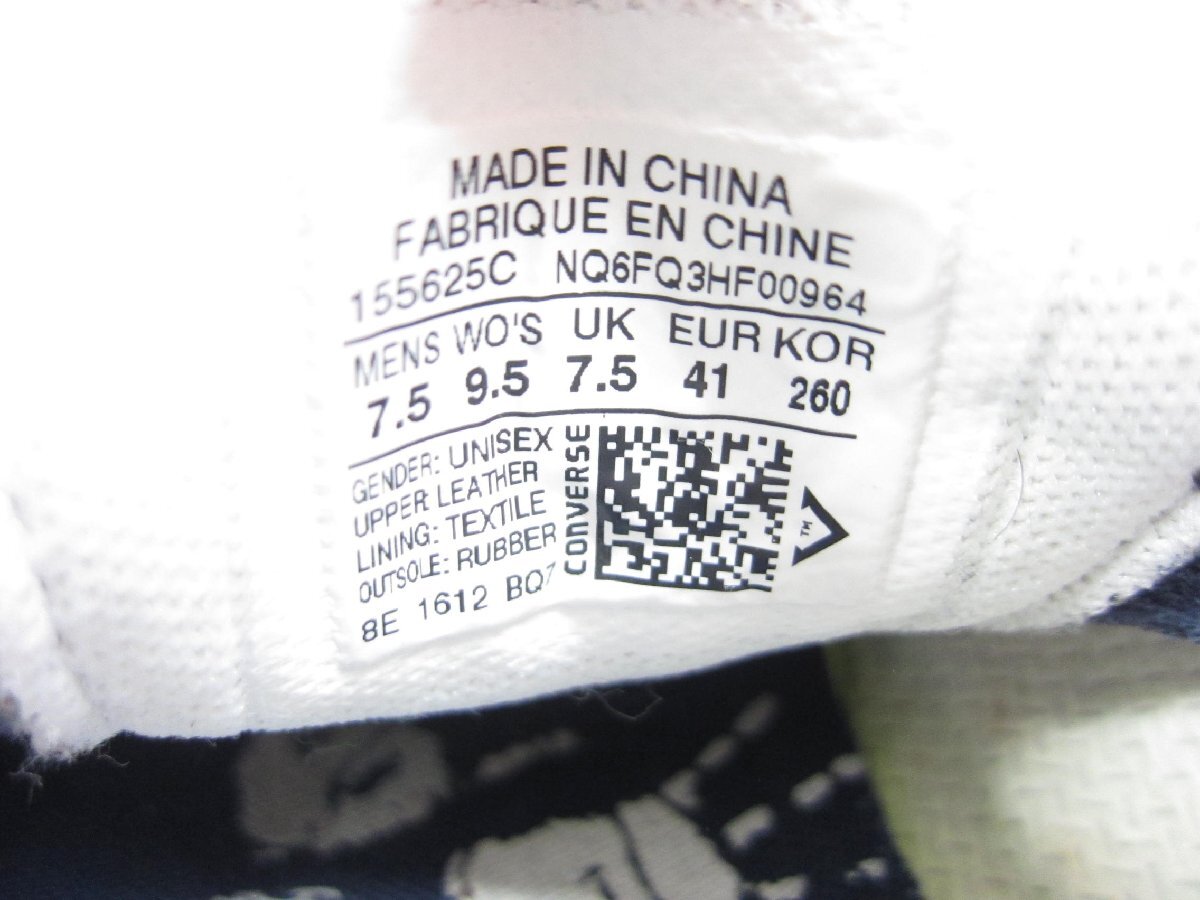 MADE IN CHINA
FABRIQUE EN CHINE
155625C NQ6FQ3HF00964
MENS WO'S UK EUR KOR
7.5 9.5 7.5 41 260
GENDER: UNISEX
UPPER: LEATHER
LINING: TEXTILE
OUTSOLE: RUBBER
8E 1612 BQ7
CONVERSE
TM